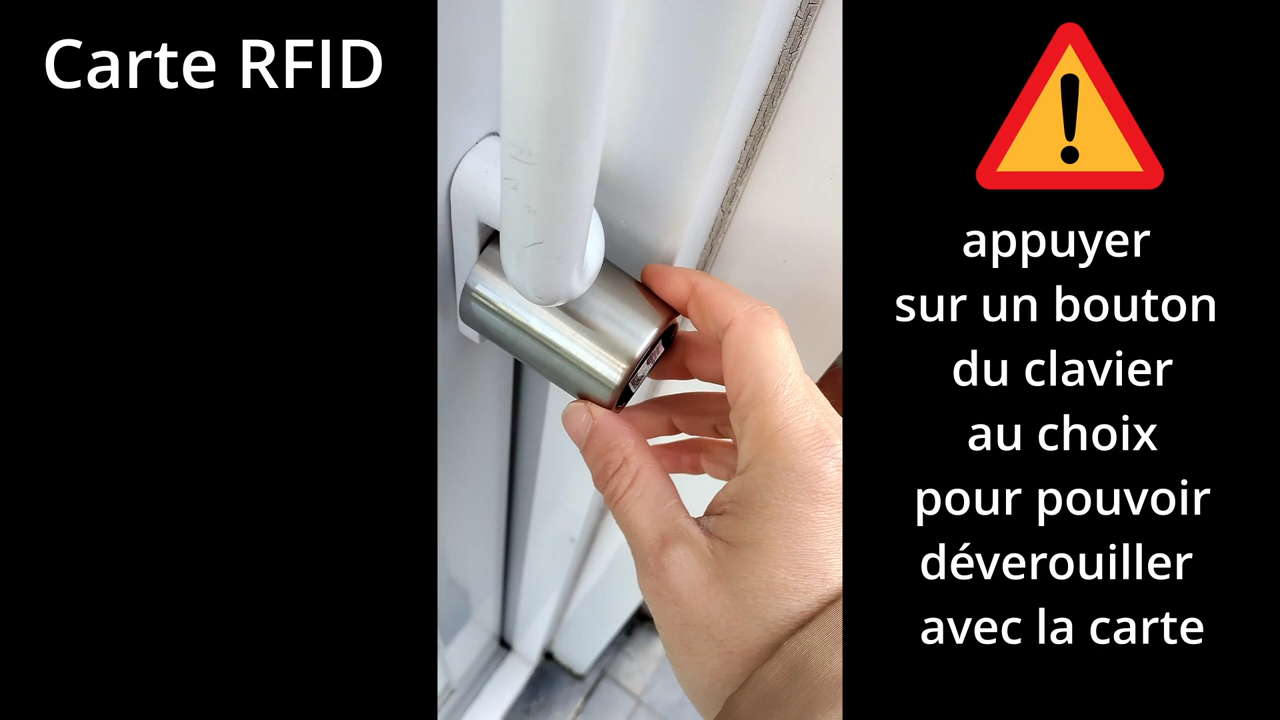 Carte RFID
appuyer
sur un bouton
du clavier
au choix
pour pouvoir
déverouiller
avec la carte